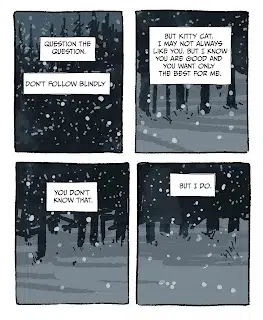 QUESTION THE
QUESTION.
DON'T FOLLOW BLINDLY
BUT KITTY CAT.
I MAY NOT ALWAYS
LIKE YOU. BUT I KNOW
YOU ARE GOOD AND
YOU WANT ONLY
THE BEST FOR ME.
YOU DON'T
KNOW THAT.
BUT I DO.